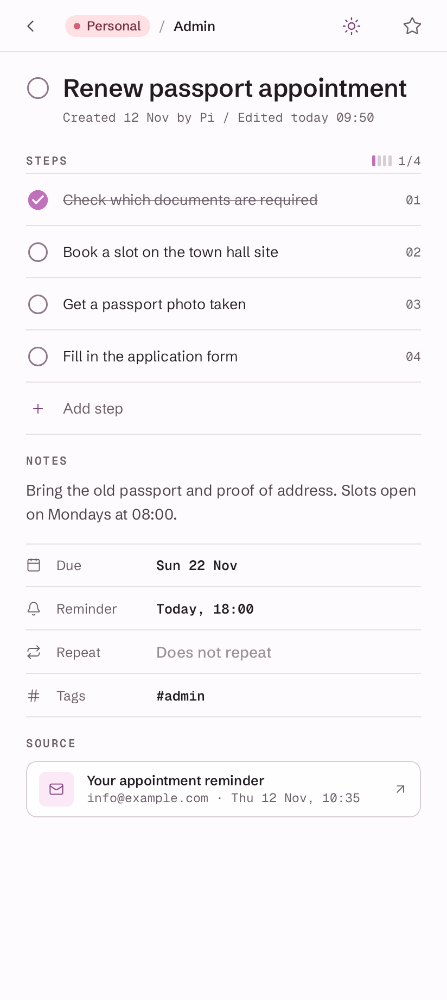 Personal / Admin
Renew passport appointment
Created 12 Nov by Pi / Edited today 09:50
STEPS 1/4
Check which documents are required 01
Book a slot on the town hall site 02
Get a passport photo taken 03
Fill in the application form 04
+ Add step
NOTES
Bring the old passport and proof of address. Slots open
on Mondays at 08:00.
Due Sun 22 Nov
Reminder Today, 18:00
Repeat Does not repeat
# Tags #admin
SOURCE
Your appointment reminder
info@example.com · Thu 12 Nov, 10:35